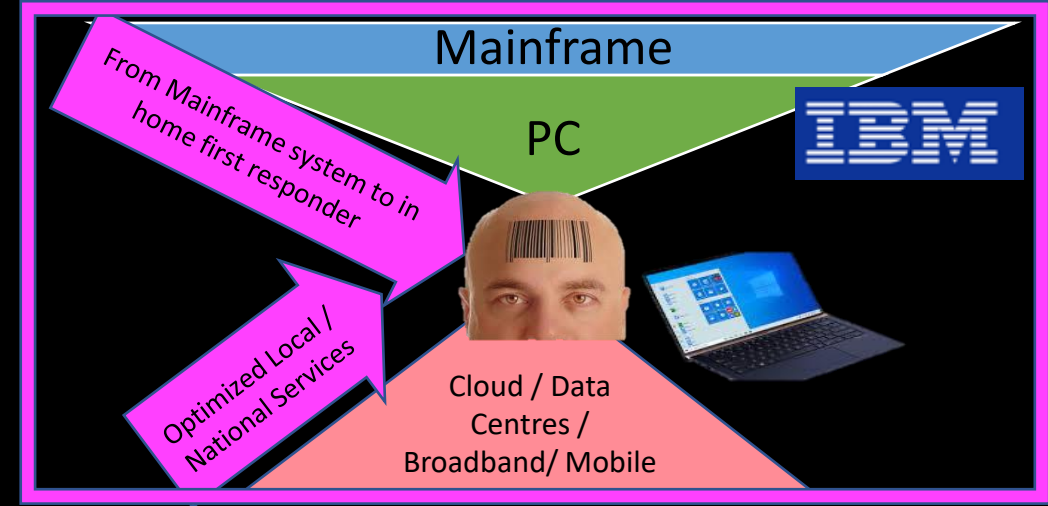 Mainframe
From Mainframe system to in
home first responder
PC
IBM
Optimized Local /
National Services
Cloud / Data
Centres /
Broadband/ Mobile